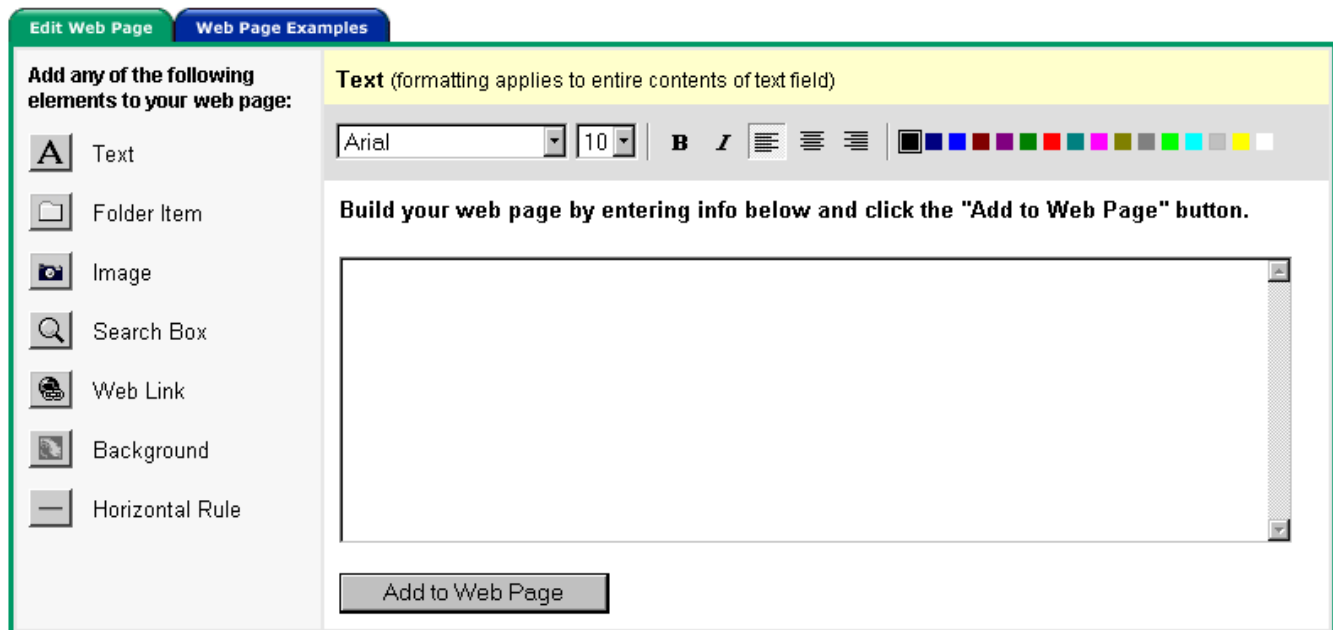 Edit Web Page
Web Page Examples
Add any of the following
elements to your web page:
A Text
Folder Item
Image
Search Box
Web Link
Background
Horizontal Rule
Text (formatting applies to entire contents of text field)
Arial 10 B I
Build your web page by entering info below and click the "Add to Web Page" button.
Add to Web Page